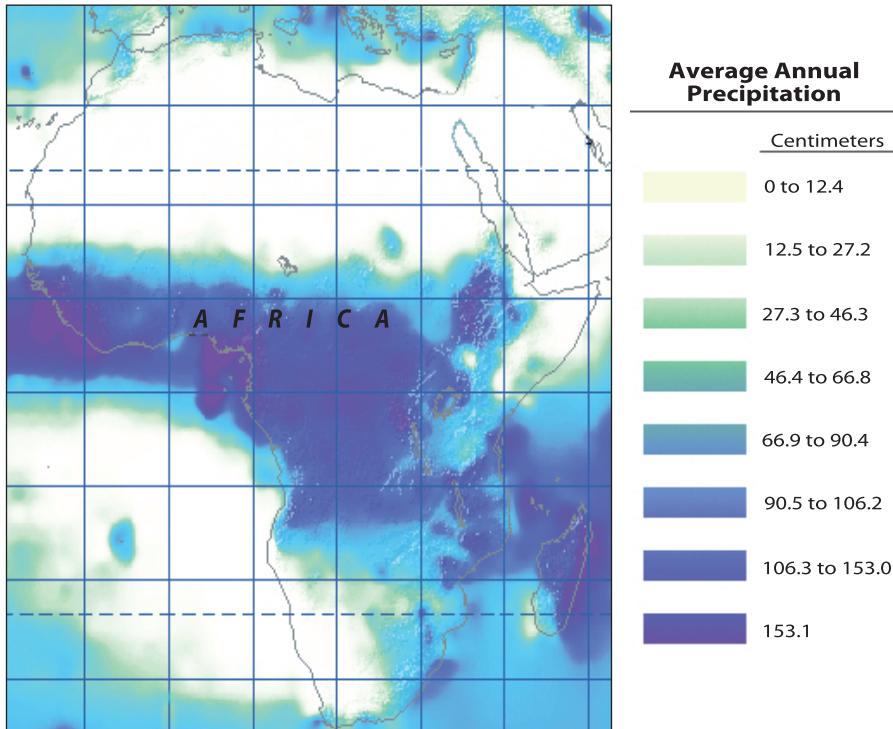 AFRICA
Average Annual
Precipitation
Centimeters
0 to 12.4
12.5 to 27.2
27.3 to 46.3
46.4 to 66.8
66.9 to 90.4
90.5 to 106.2
106.3 to 153.0
153.1